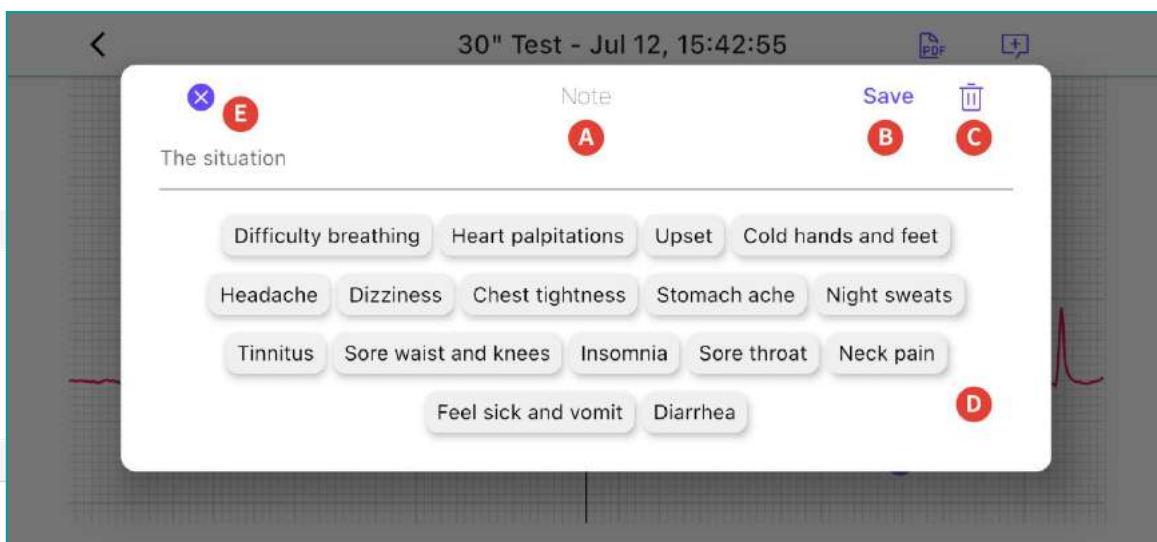 30" Test - Jul 12, 15:42:55
PDF
Note Save
E A B C
The situation
Difficulty breathing Heart palpitations Upset Cold hands and feet
Headache Dizziness Chest tightness Stomach ache Night sweats
Tinnitus Sore waist and knees Insomnia Sore throat Neck pain
Feel sick and vomit Diarrhea D